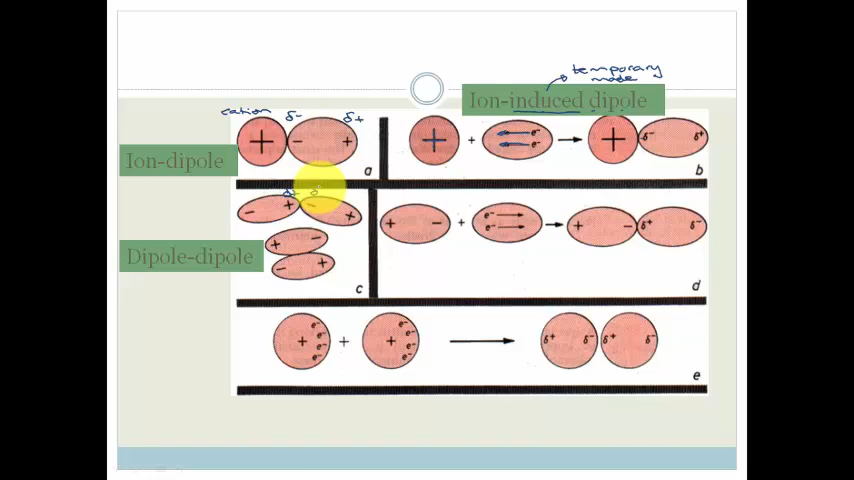 temporary
mode
Ion-induced dipole
cation δ- δ+
+ - +
+ + e- e- → + δ- δ+
Ion-dipole
a
b
δ+ δ-
- + - +
+ -
- +
+ - + e- e- → + - δ+ δ-
Dipole-dipole
c
d
+ e- e- e- e- + + e- e- e- e- → δ+ δ- δ+ δ-
e